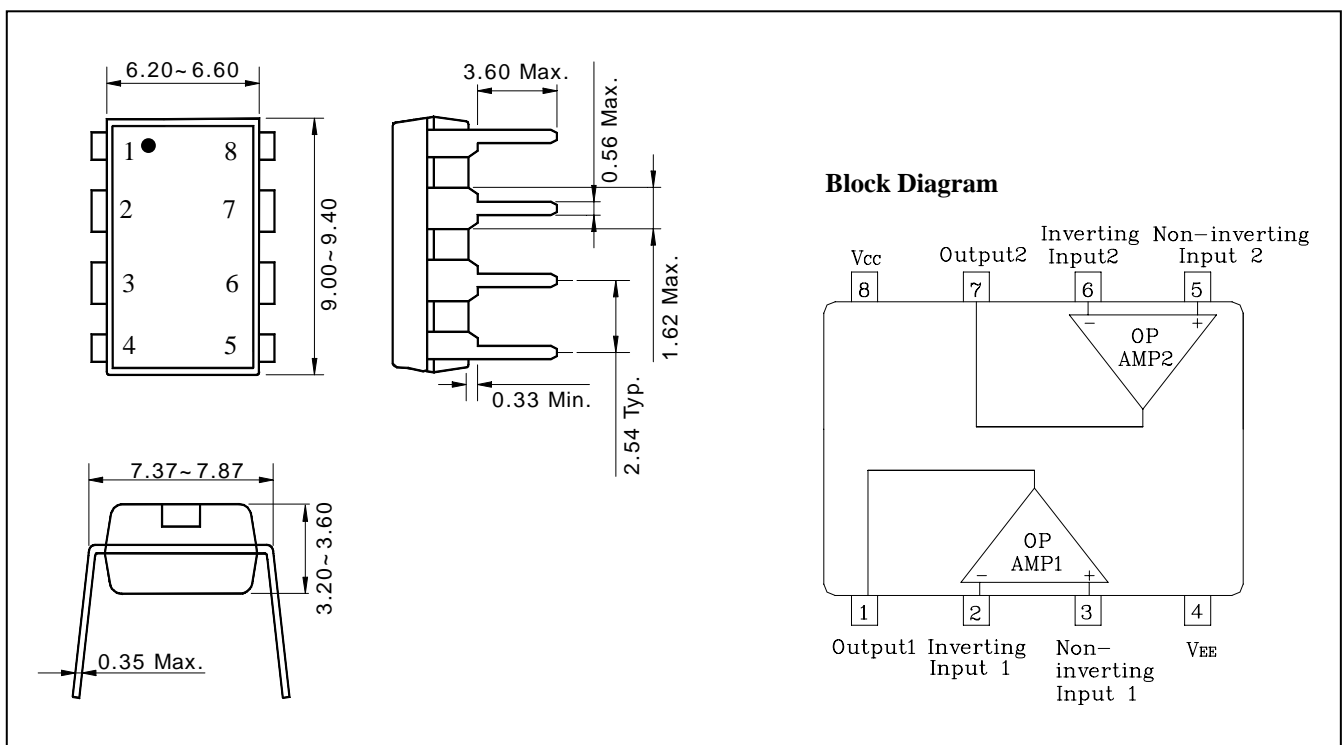 6.20~6.60
1
8
2
7
3
6
4
5
9.00~9.40
3.60 Max.
0.56 Max.
1.62 Max.
0.33 Min.
2.54 Typ.
7.37~7.87
3.20~3.60
0.35 Max.
Block Diagram
Vcc
Output2
Inverting
Input2
Non-inverting
Input 2
8
7
6
5
-
+
OP
AMP2
OP
AMP1
-
+
1
2
3
4
Output1
Inverting
Input 1
Non-
inverting
Input 1
VEE